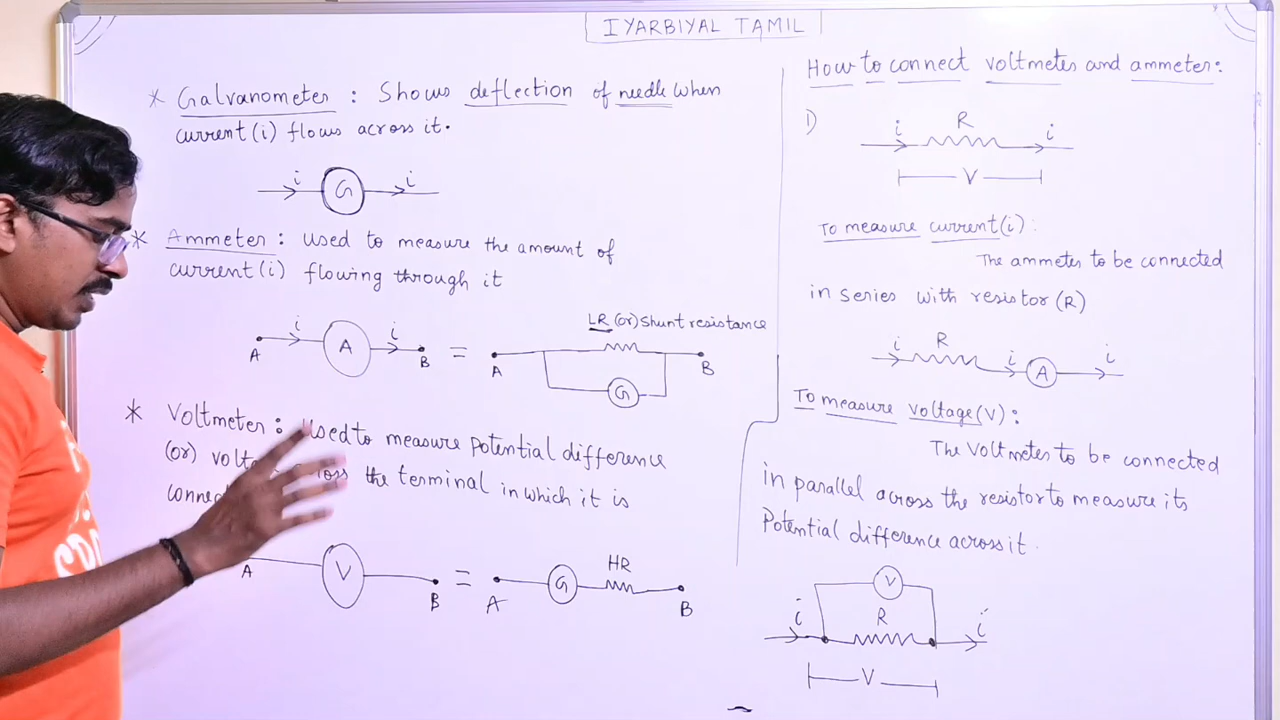 IYARBIYAL TAMIL
* Galvanometer : Shows deflection of needle when
current (i) flows across it.
i G i
* Ammeter : used to measure the amount of
current (i) flowing through it
LR (or) Shunt resistance
A i A i B = A G B
* Voltmeter : Used to measure potential difference
(or) the terminal in which it is
HR
A V B = A G B
How to connect voltmeter and ammeter :
1) i R i
V
To measure current (i) :
The ammeter to be connected
in series with resistor (R)
i R i A i
To measure voltage (V) :
The Voltmeter to be connected
in parallel across the resistor to measure its
Potential difference across it.
V
i R i
V